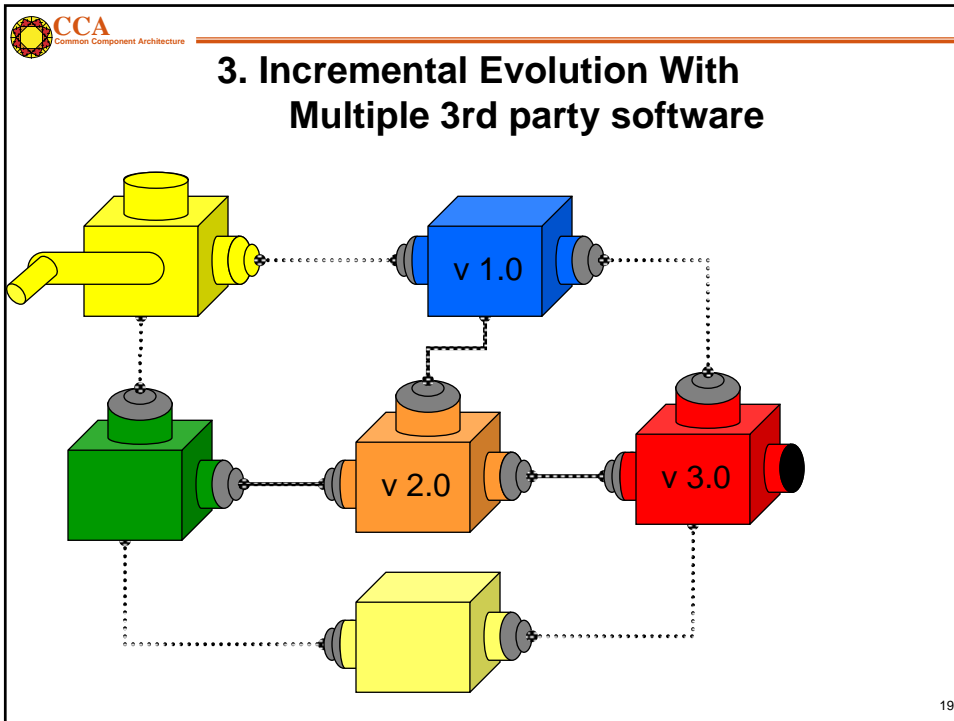 CCA
Common Component Architecture
3. Incremental Evolution With
Multiple 3rd party software
v 1.0
v 2.0
v 3.0
19